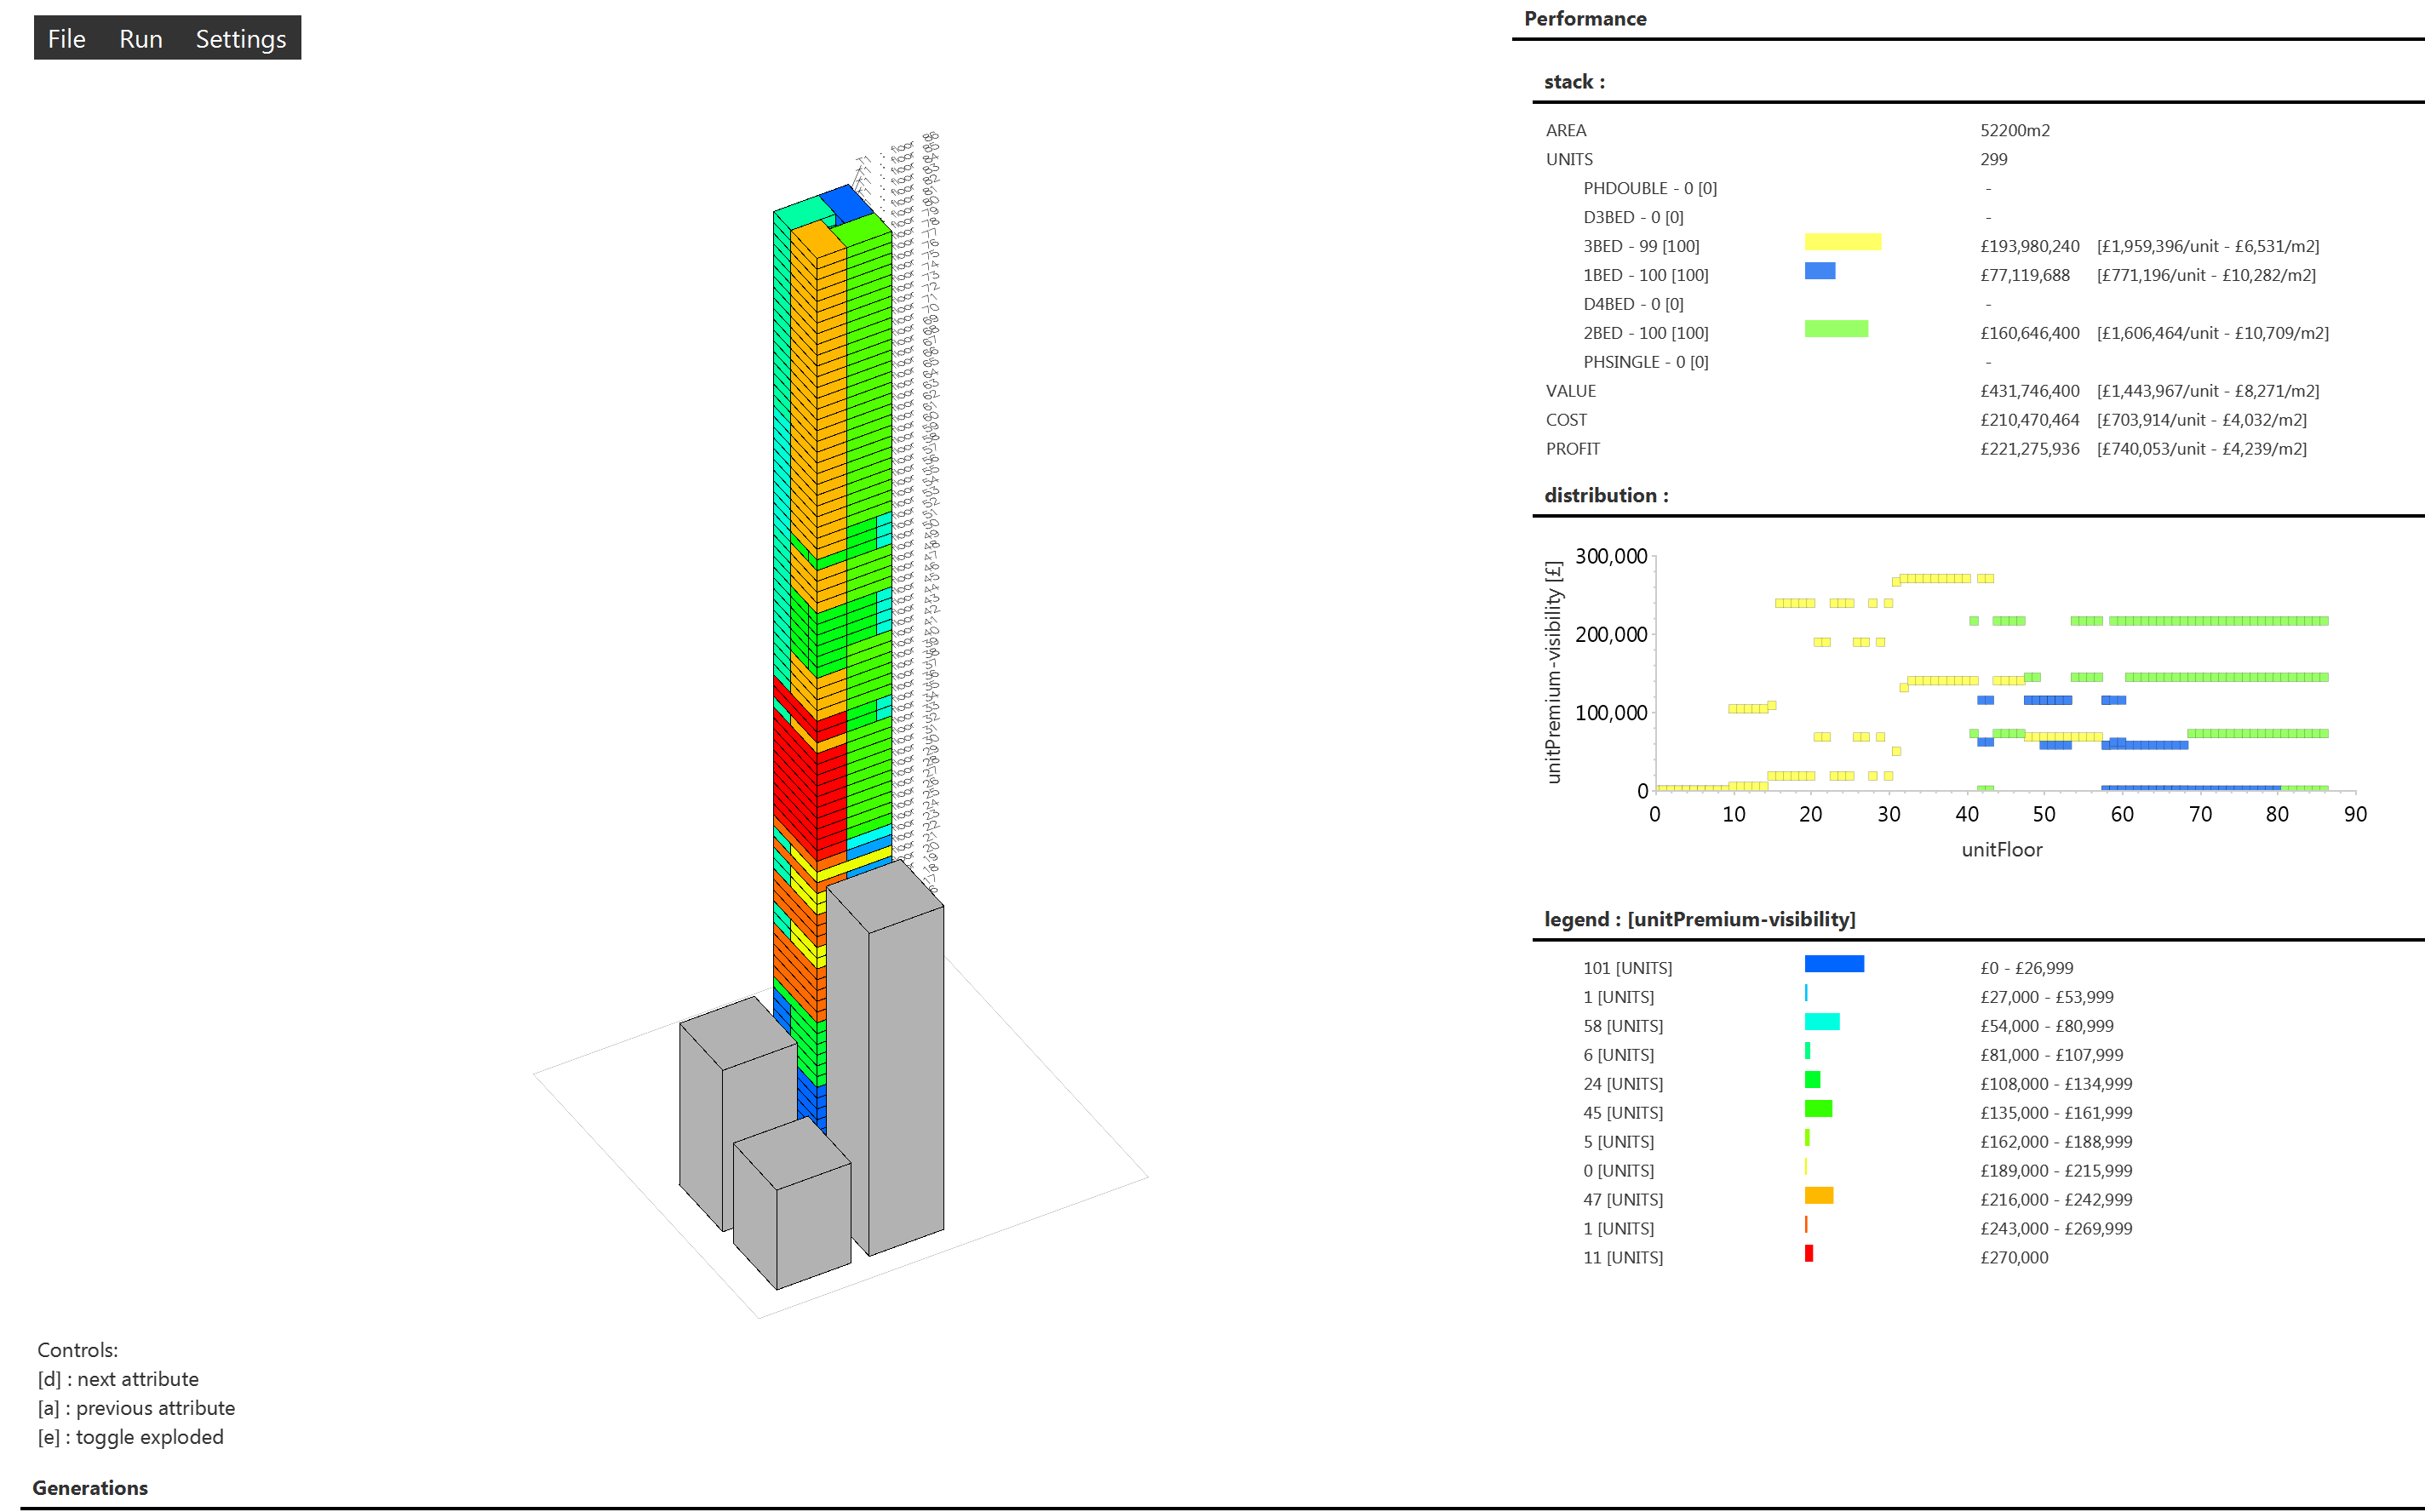 File Run Settings
Performance
stack :
AREA 52200m2
UNITS 299
PHDOUBLE - 0 [0] -
D3BED - 0 [0] -
3BED - 99 [100] £193,980,240 [£1,959,396/unit - £6,531/m2]
1BED - 100 [100] £77,119,688 [£771,196/unit - £10,282/m2]
D4BED - 0 [0] -
2BED - 100 [100] £160,646,400 [£1,606,464/unit - £10,709/m2]
PHSINGLE - 0 [0] -
VALUE £431,746,400 [£1,443,967/unit - £8,271/m2]
COST £210,470,464 [£703,914/unit - £4,032/m2]
PROFIT £221,275,936 [£740,053/unit - £4,239/m2]
distribution :
unitPremium-visibility [£]
300,000
200,000
100,000
0
0 10 20 30 40 50 60 70 80 90
unitFloor
legend : [unitPremium-visibility]
101 [UNITS] £0 - £26,999
1 [UNITS] £27,000 - £53,999
58 [UNITS] £54,000 - £80,999
6 [UNITS] £81,000 - £107,999
24 [UNITS] £108,000 - £134,999
45 [UNITS] £135,000 - £161,999
5 [UNITS] £162,000 - £188,999
0 [UNITS] £189,000 - £215,999
47 [UNITS] £216,000 - £242,999
1 [UNITS] £243,000 - £269,999
11 [UNITS] £270,000
Controls:
[d] : next attribute
[a] : previous attribute
[e] : toggle exploded
Generations